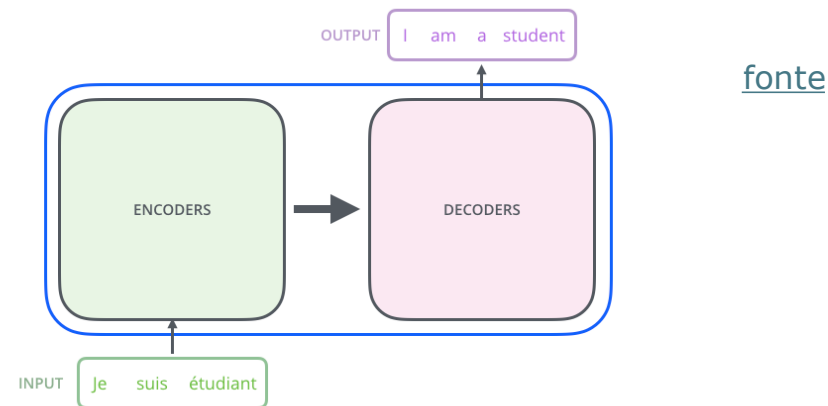 OUTPUT I am a student
fonte
ENCODERS
DECODERS
INPUT Je suis étudiant